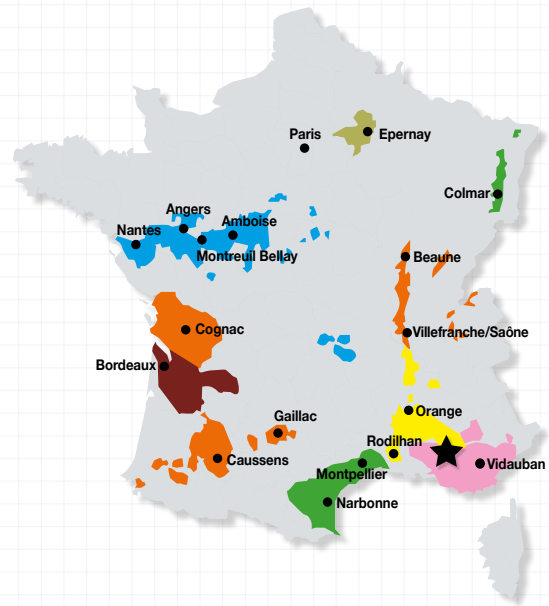 Paris
Epernay
Colmar
Angers
Amboise
Nantes
Montreuil Bellay
Beaune
Cognac
Villefranche/Saône
Bordeaux
Gaillac
Orange
Rodilhan
Caussens
Montpellier
Vidauban
Narbonne